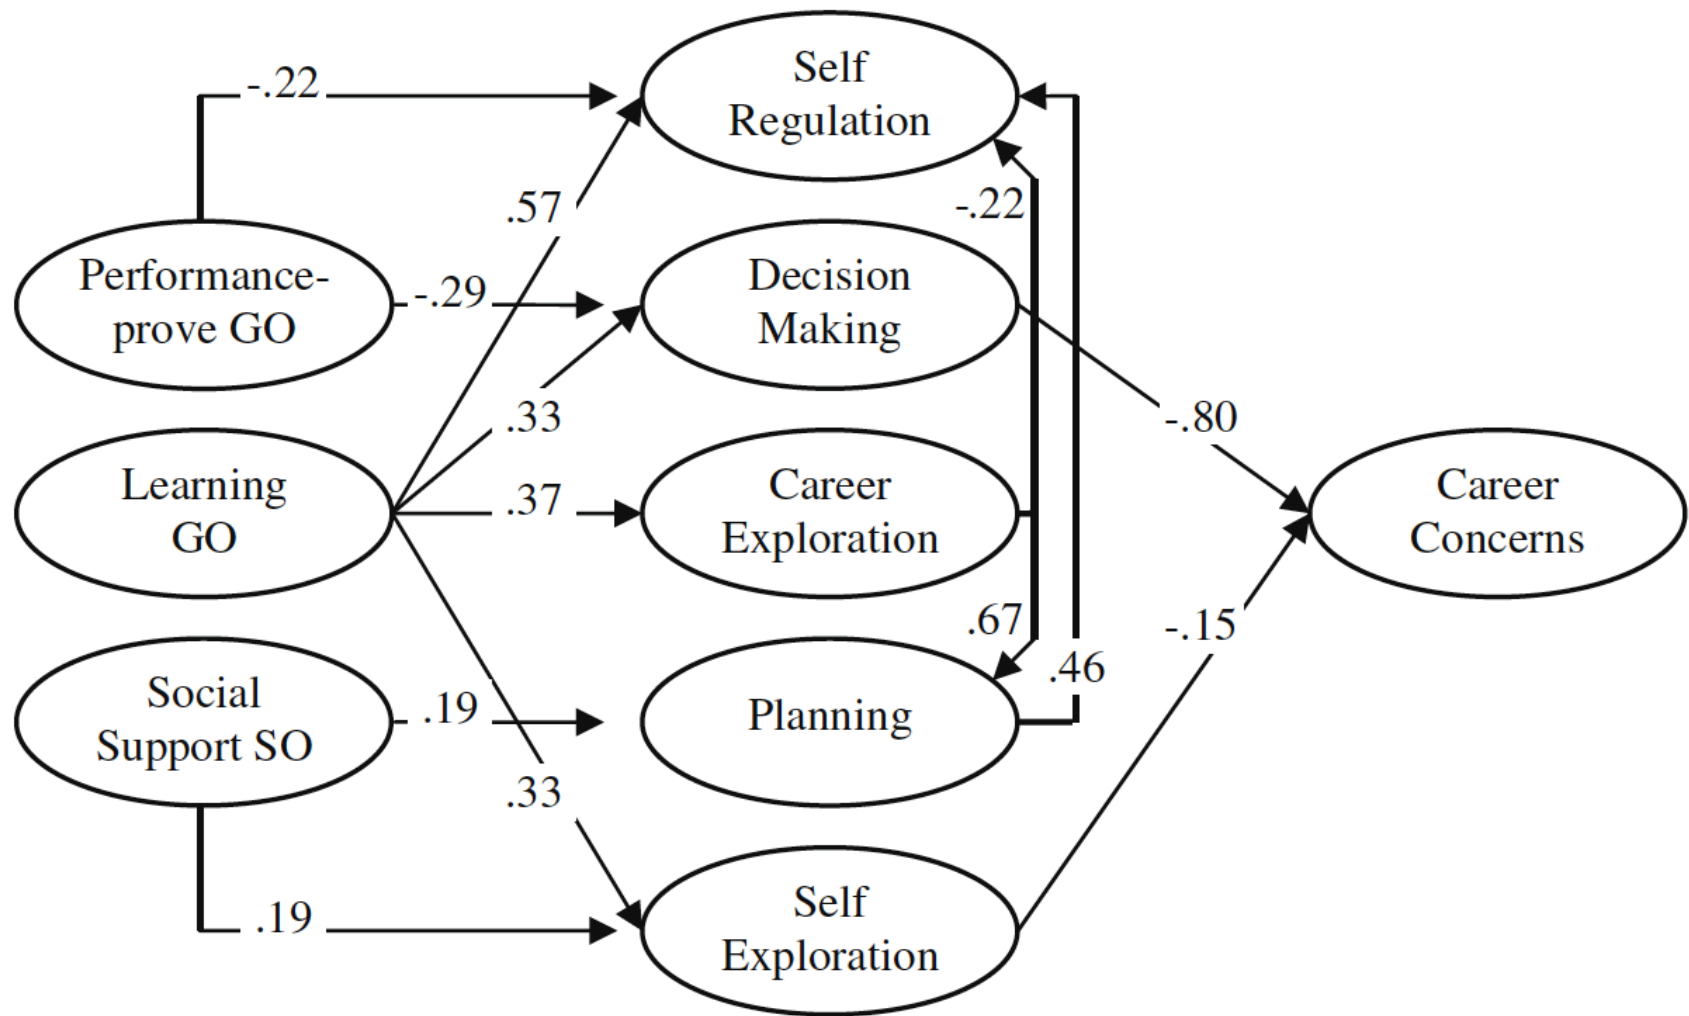 Self
Regulation
-.22
.57
-.22
Performance-
prove GO
-.29
Decision
Making
.33
-.80
Learning
GO
.37
Career
Exploration
Career
Concerns
.67
-.15
.46
Social
Support SO
.19
Planning
.33
.19
Self
Exploration